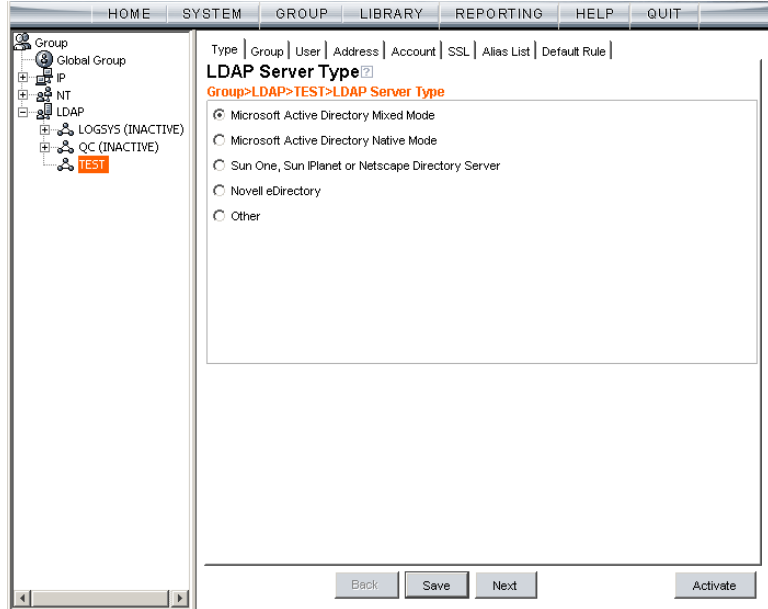 HOME SYSTEM GROUP LIBRARY REPORTING HELP QUIT
Group
Global Group
IP
NT
LDAP
LOGSYS (INACTIVE)
QC (INACTIVE)
TEST
Type Group User Address Account SSL Alias List Default Rule
LDAP Server Type ?
Group>LDAP>TEST>LDAP Server Type
Microsoft Active Directory Mixed Mode
Microsoft Active Directory Native Mode
Sun One, Sun IPlanet or Netscape Directory Server
Novell eDirectory
Other
Back Save Next Activate